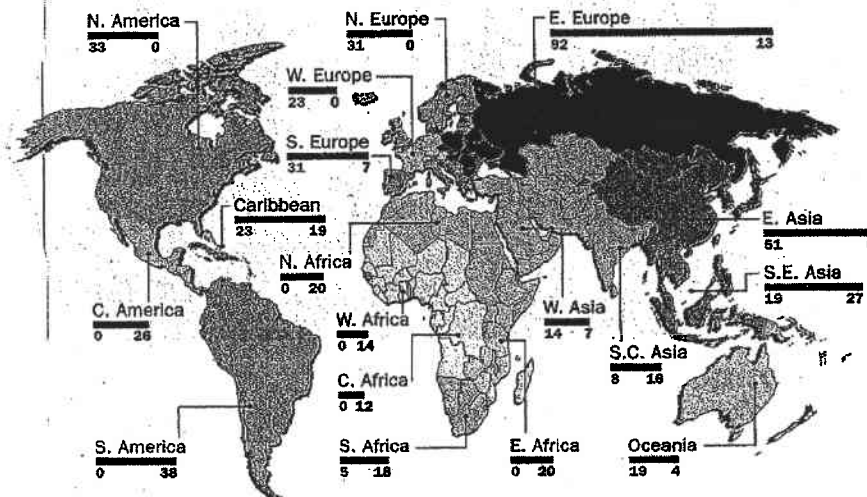 N. America
33 0
N. Europe
31 0
E. Europe
92 13
W. Europe
23 0
S. Europe
31 7
Caribbean
23 19
N. Africa
0 20
E. Asia
51
S.E. Asia
19 27
C. America
0 26
W. Africa
0 14
W. Asia
14 7
S.C. Asia
8 16
C. Africa
0 12
S. America
0 38
S. Africa
5 18
E. Africa
0 20
Oceania
19 4